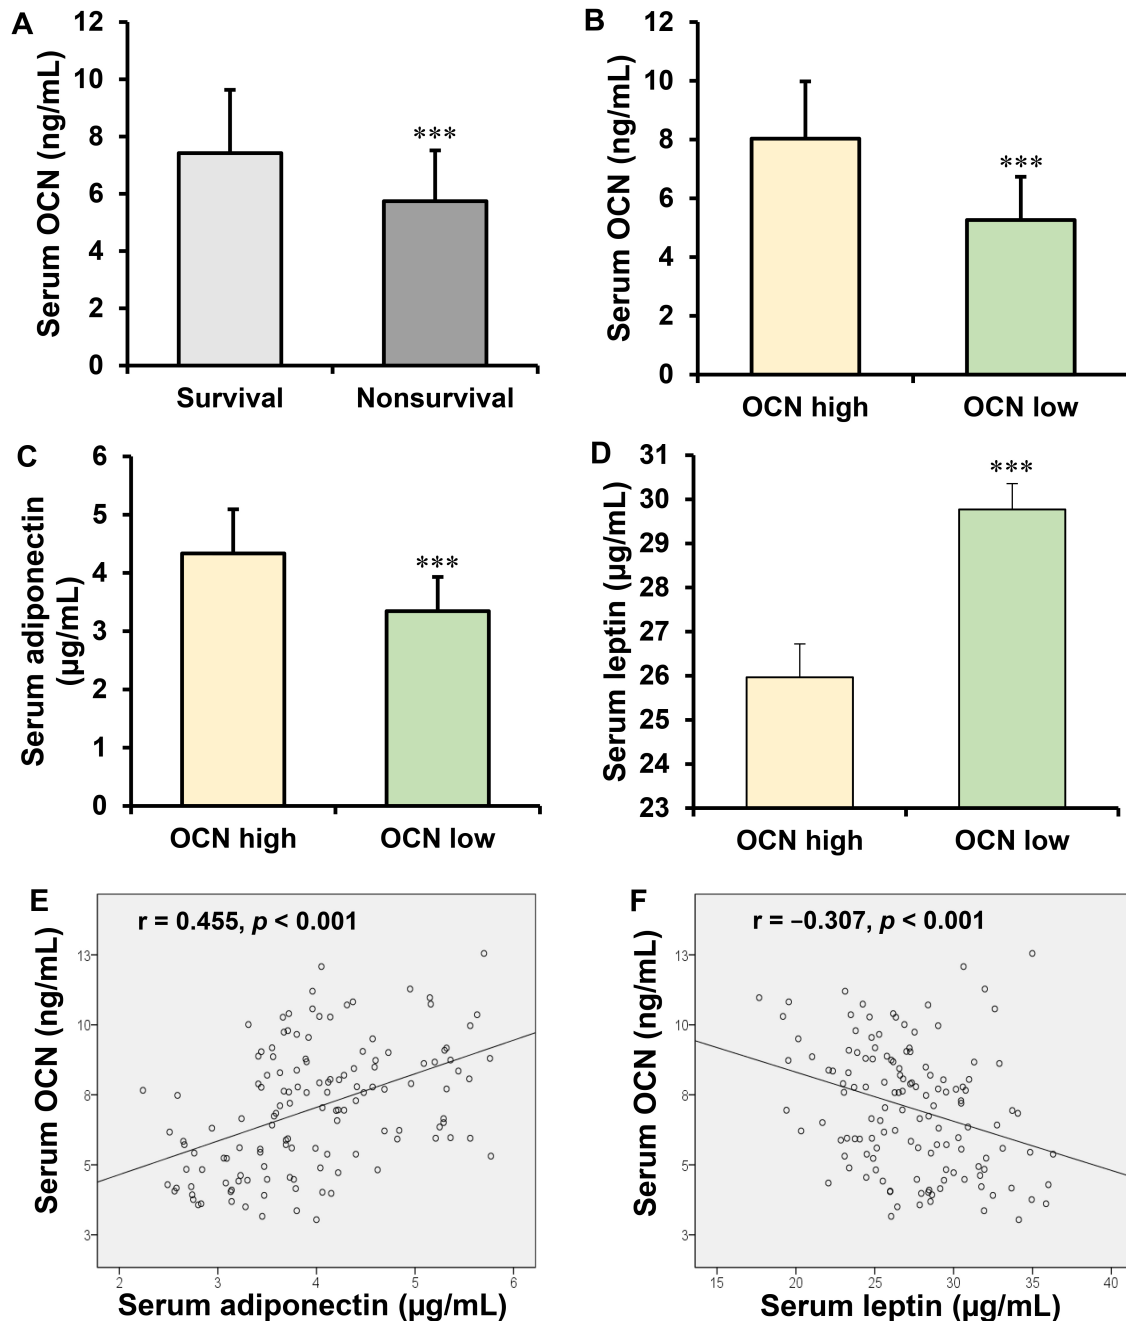 A
Serum OCN (ng/mL)
12
10
8
6
4
2
0
***
Survival
Nonsurvival
B
Serum OCN (ng/mL)
12
10
8
6
4
2
0
***
OCN high
OCN low
C
Serum adiponectin
(µg/mL)
6
5
4
3
2
1
0
***
OCN high
OCN low
D
Serum leptin (µg/mL)
31
30
29
28
27
26
25
24
23
***
OCN high
OCN low
E
r = 0.455, p < 0.001
Serum OCN (ng/mL)
13
10
8
5
3
2
3
4
5
6
Serum adiponectin (µg/mL)
F
r = −0.307, p < 0.001
Serum OCN (ng/mL)
13
10
8
5
3
15
20
25
30
35
40
Serum leptin (µg/mL)